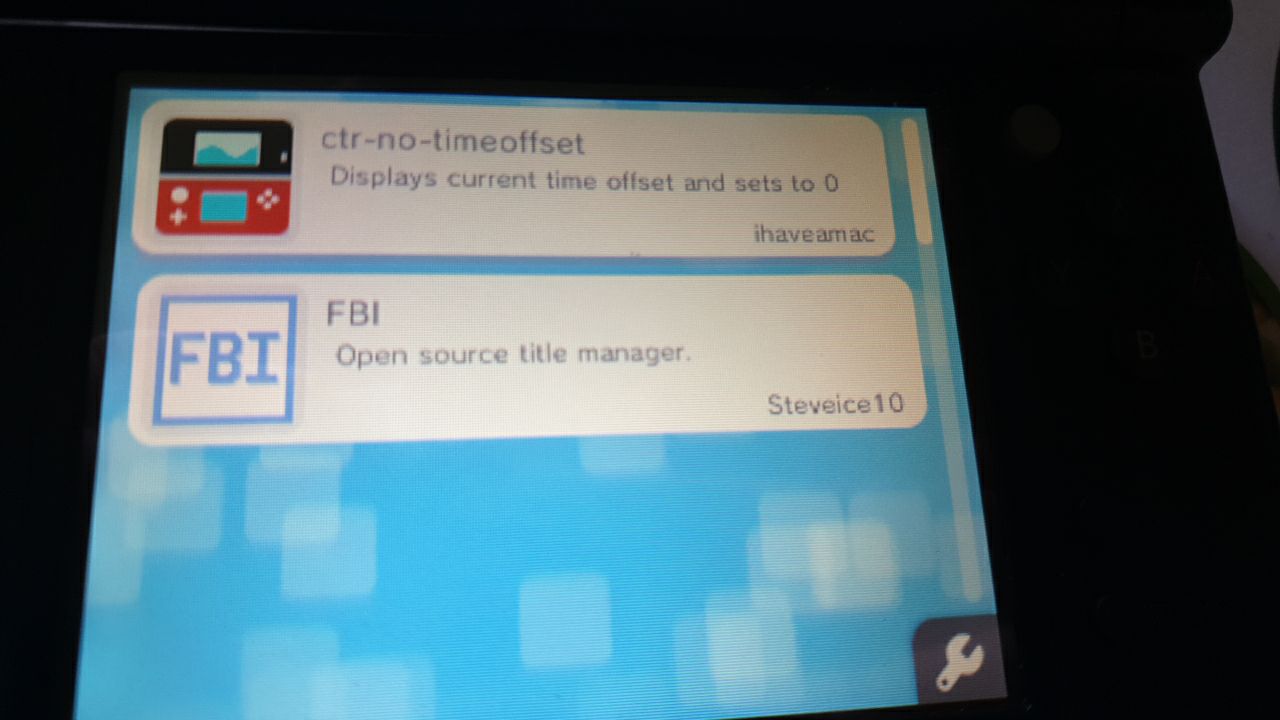 ctr-no-timeoffset
Displays current time offset and sets to 0
ihaveamac
FBI
FBI
Open source title manager.
Steveice10
B
Y
A